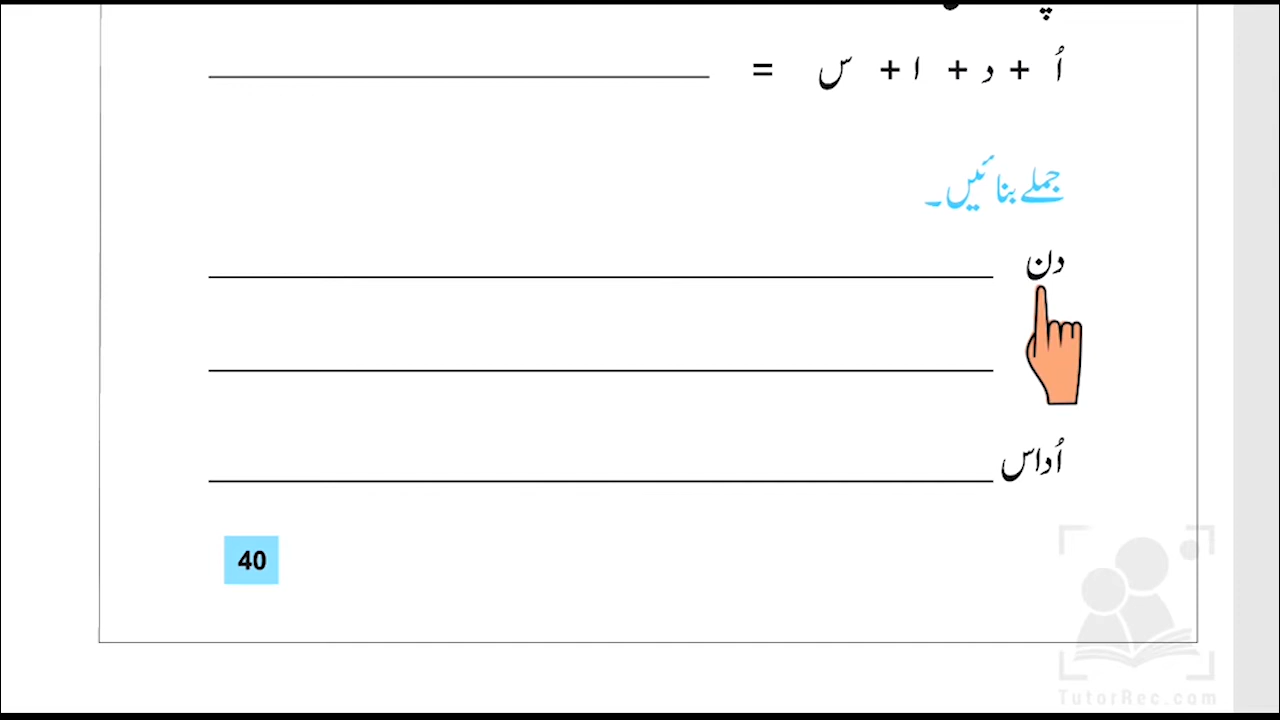 اُ + د + ا + س =
جملے بنائیں۔
دن
اُداس
40
TutorRec.com